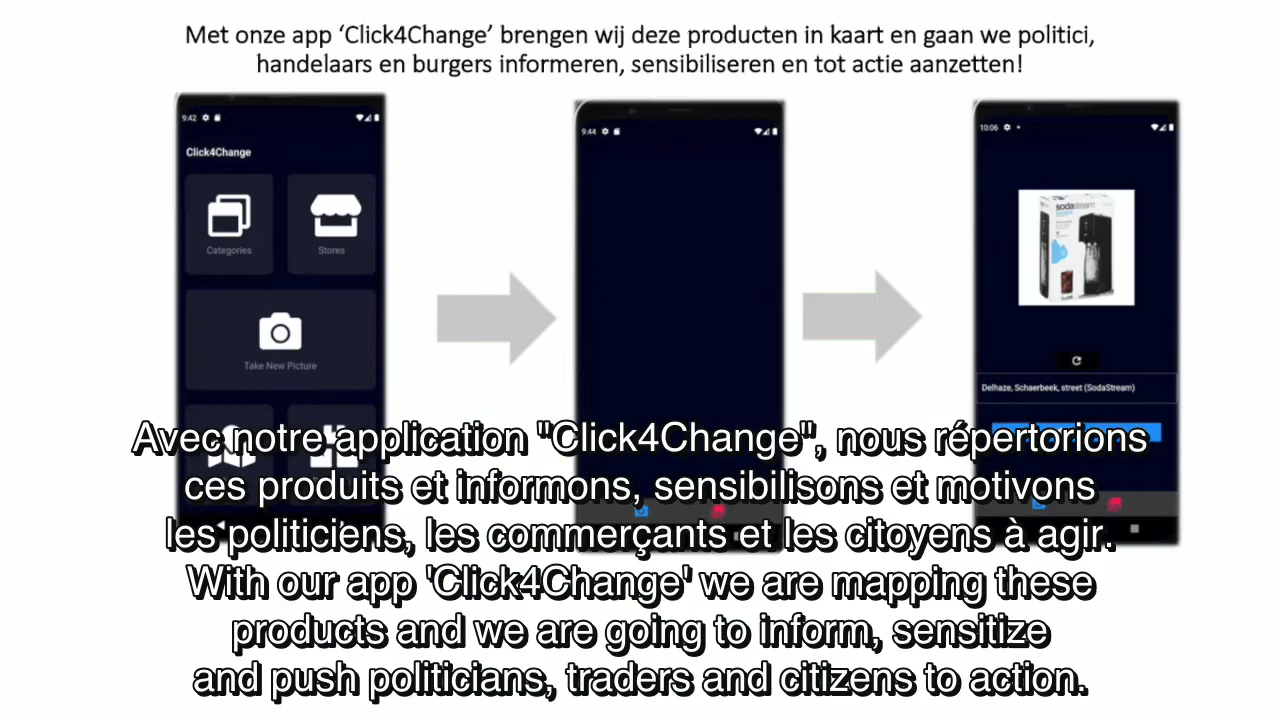 Met onze app ‘Click4Change’ brengen wij deze producten in kaart en gaan we politici,
handelaars en burgers informeren, sensibiliseren en tot actie aanzetten!
9:42
Click4Change
Categories
Stores
Take New Picture
9:44
10:06
sodastream
Delhaze, Schaerbeek, street (SodaStream)
Avec notre application "Click4Change", nous répertorions
ces produits et informons, sensibilisons et motivons
les politiciens, les commerçants et les citoyens à agir.
With our app 'Click4Change' we are mapping these
products and we are going to inform, sensitize
and push politicians, traders and citizens to action.